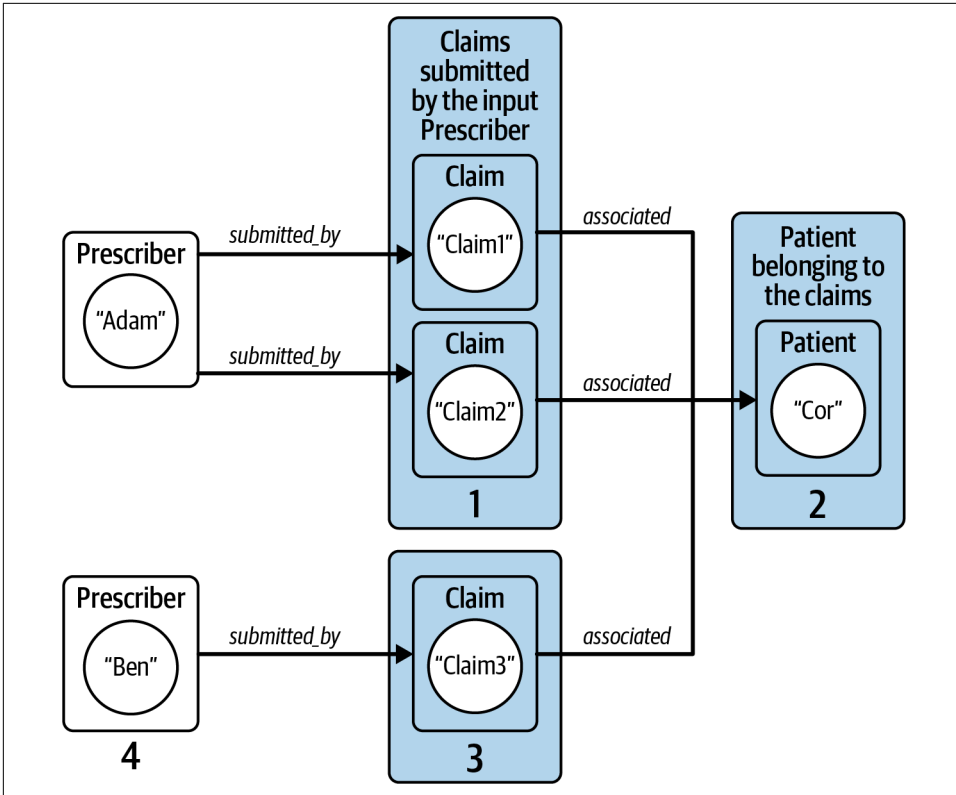 Claims
submitted
by the input
Prescriber
Claim
“Claim1”
submitted_by
associated
Prescriber
“Adam”
submitted_by
Claim
“Claim2”
associated
1
Patient
belonging to
the claims
Patient
“Cor”
2
Prescriber
“Ben”
4
submitted_by
Claim
“Claim3”
3
associated